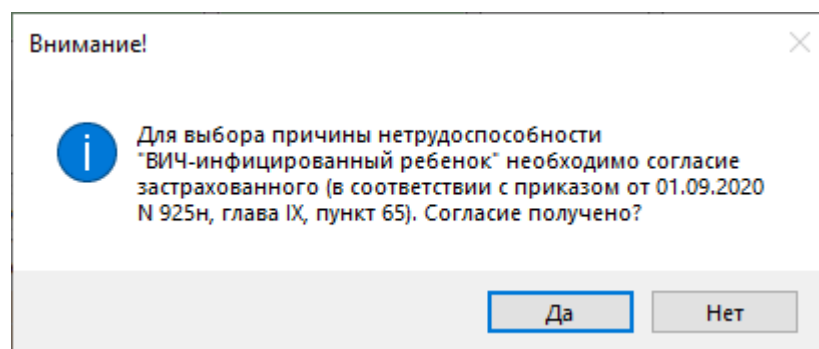 Внимание!
Для выбора причины нетрудоспособности
"ВИЧ-инфицированный ребенок" необходимо согласие
застрахованного (в соответствии с приказом от 01.09.2020
N 925н, глава IX, пункт 65). Согласие получено?
Да
Нет